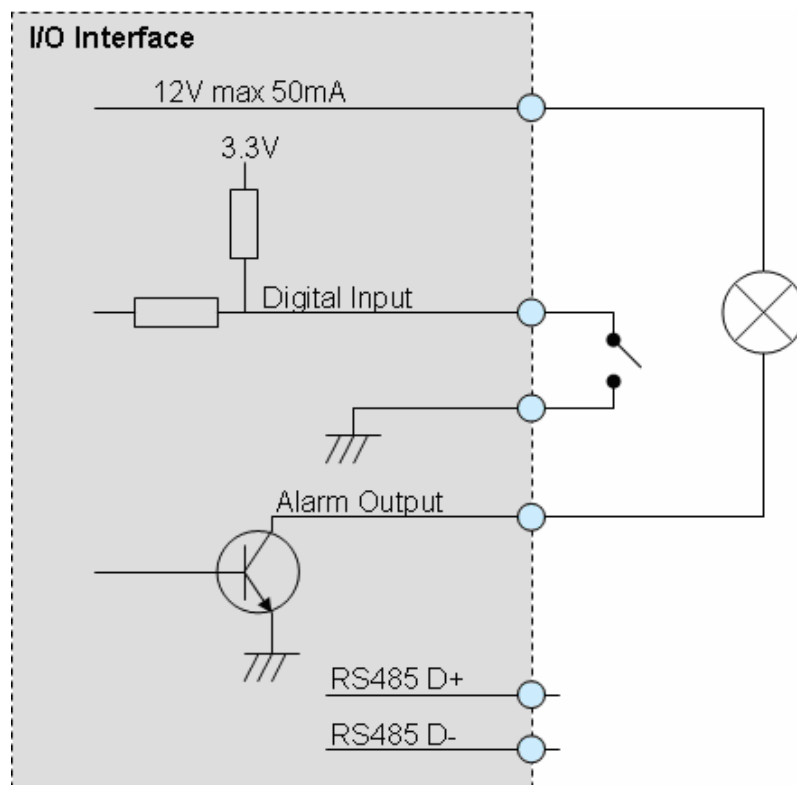 I/O Interface
12V max 50mA
3.3V
Digital Input
Alarm Output
RS485 D+
RS485 D-